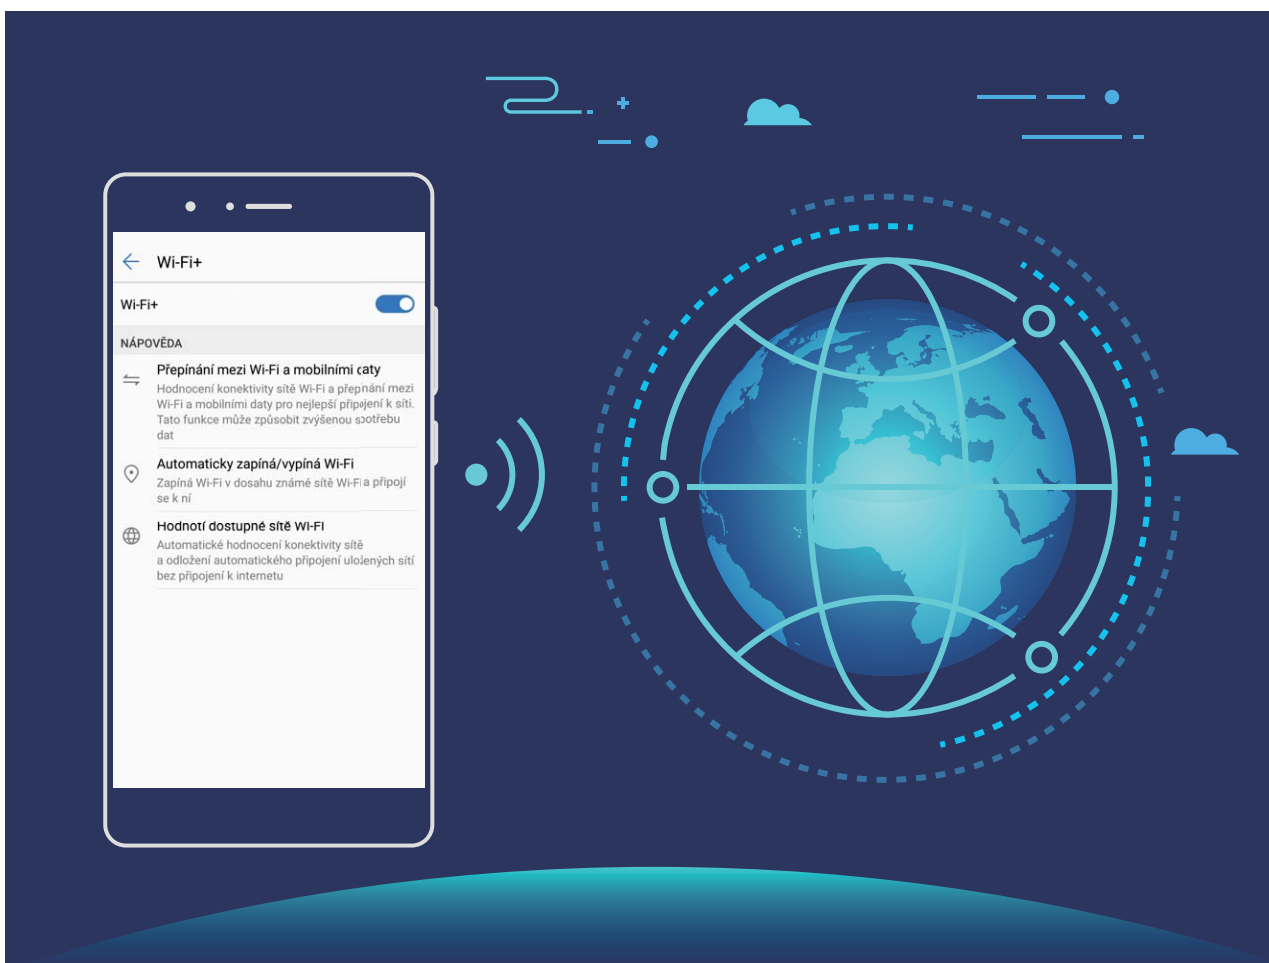 Wi-Fi+
Wi-Fi+
NÁPOVĚDA
Přepínání mezi Wi-Fi a mobilními caty
Hodnocení konektivity sítě Wi-Fi a přepínání mezi
Wi-Fi a mobilními daty pro nejlepší připojení k síti.
Tato funkce může způsobit zvýšenou spotřebu
dat
Automaticky zapíná/vypíná Wi-Fi
Zapíná Wi-Fi v dosahu známé sítě Wi-Fi a připojí
se k ní
Hodnotí dostupné sítě Wi-Fi
Automatické hodnocení konektivity sítě
a odložení automatického připojení uložených sítí
bez připojení k internetu